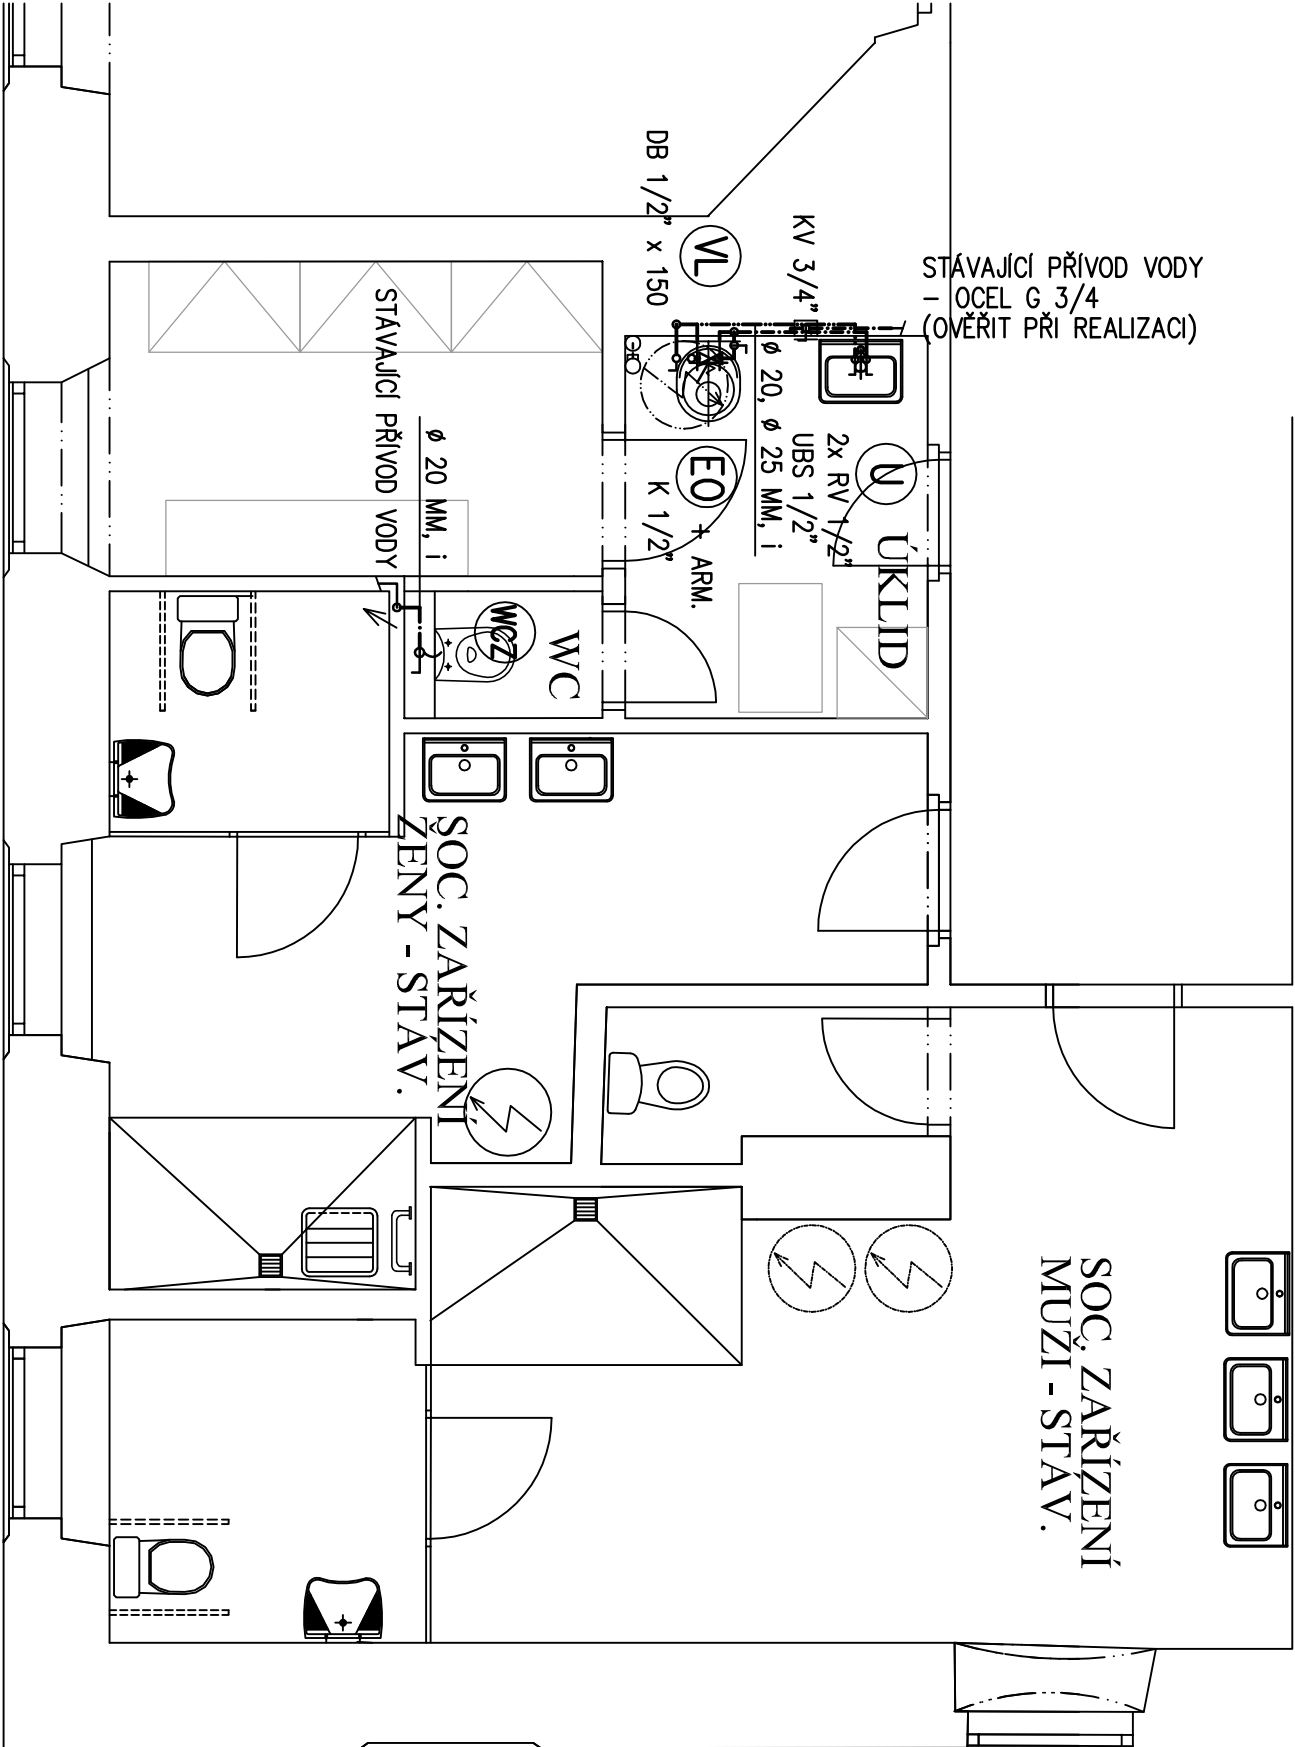 STÁVAJÍCÍ PŘÍVOD VODY
- OCEL G 3/4
(OVĚŘIT PŘI REALIZACI)
KV 3/4"
VL
DB 1/2" x 150
U
2x RV 1/2"
UBS 1/2"
ø 20, ø 25 MM, i
EO + ARM.
K 1/2"
ÚKLID
ø 20 MM, i
STÁVAJÍCÍ PŘÍVOD VODY
WC
WCZ
SOC. ZAŘÍZENÍ
ŽENY - STÁV.
SOC. ZAŘÍZENÍ
MUŽI - STÁV.